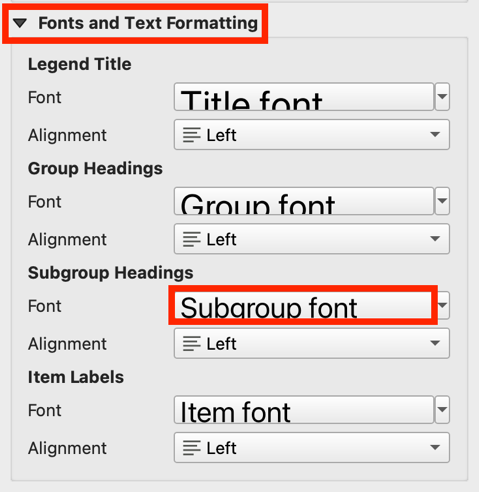 Fonts and Text Formatting
Legend Title
Font Title font
Alignment Left
Group Headings
Font Group font
Alignment Left
Subgroup Headings
Font Subgroup font
Alignment Left
Item Labels
Font Item font
Alignment Left